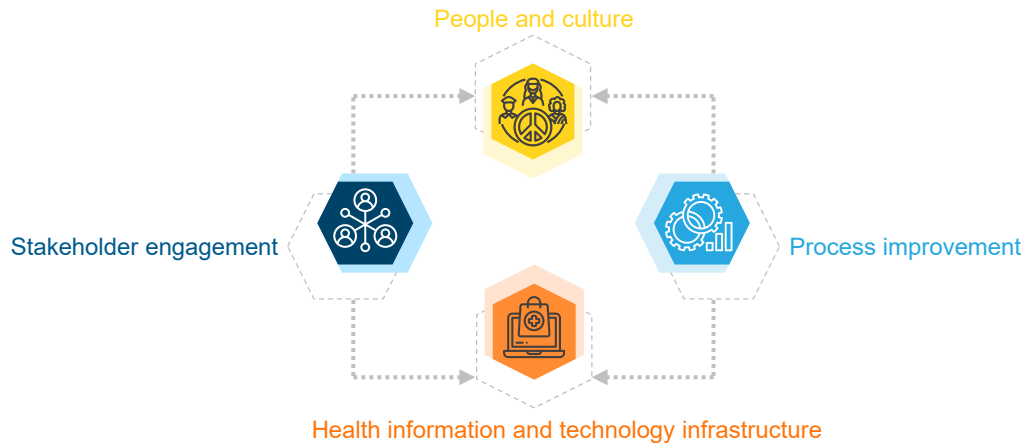 People and culture
Stakeholder engagement
Process improvement
Health information and technology infrastructure